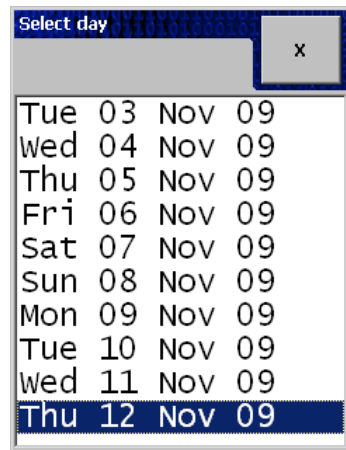 Select day
x
Tue 03 Nov 09
Wed 04 Nov 09
Thu 05 Nov 09
Fri 06 Nov 09
Sat 07 Nov 09
Sun 08 Nov 09
Mon 09 Nov 09
Tue 10 Nov 09
Wed 11 Nov 09
Thu 12 Nov 09